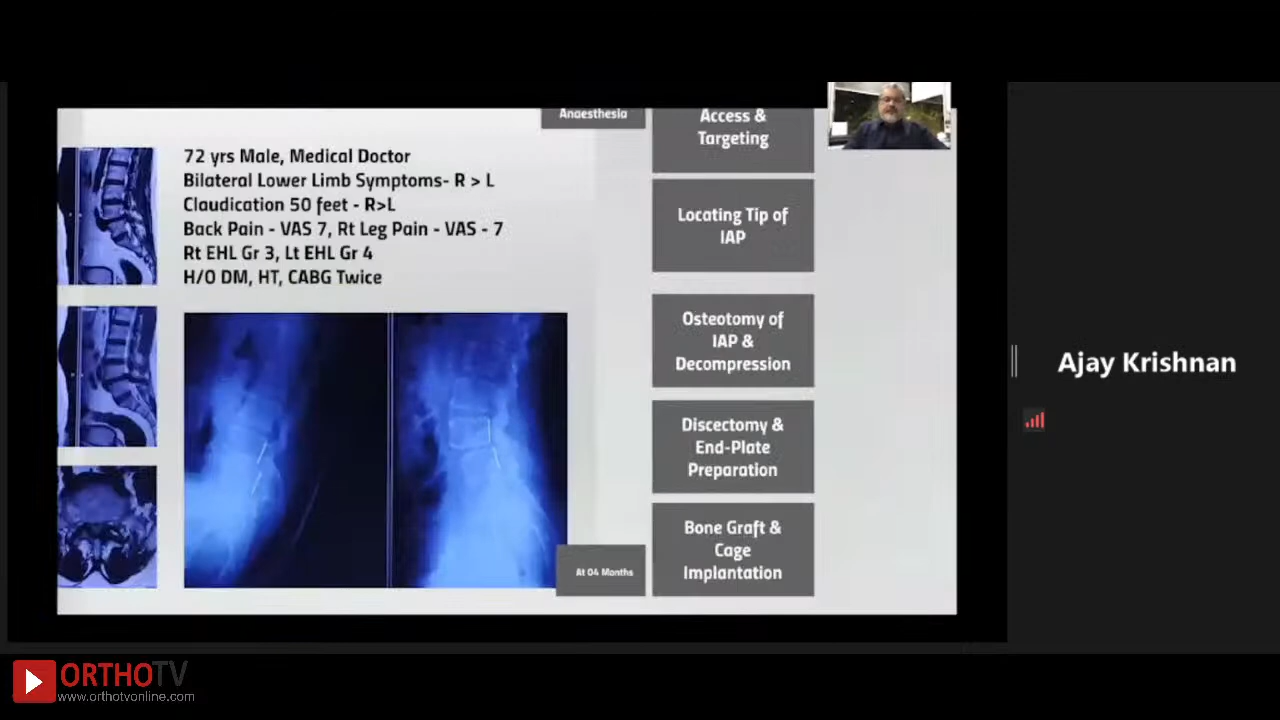 Anaesthesia
Access &
Targeting
72 yrs Male, Medical Doctor
Bilateral Lower Limb Symptoms- R > L
Claudication 50 feet - R>L
Back Pain - VAS 7, Rt Leg Pain - VAS - 7
Rt EHL Gr 3, Lt EHL Gr 4
H/O DM, HT, CABG Twice
Locating Tip of
IAP
Osteotomy of
IAP &
Decompression
Discectomy &
End-Plate
Preparation
Bone Graft &
Cage
Implantation
At 04 Months
Ajay Krishnan
ORTHOTV
www.orthotvonline.com